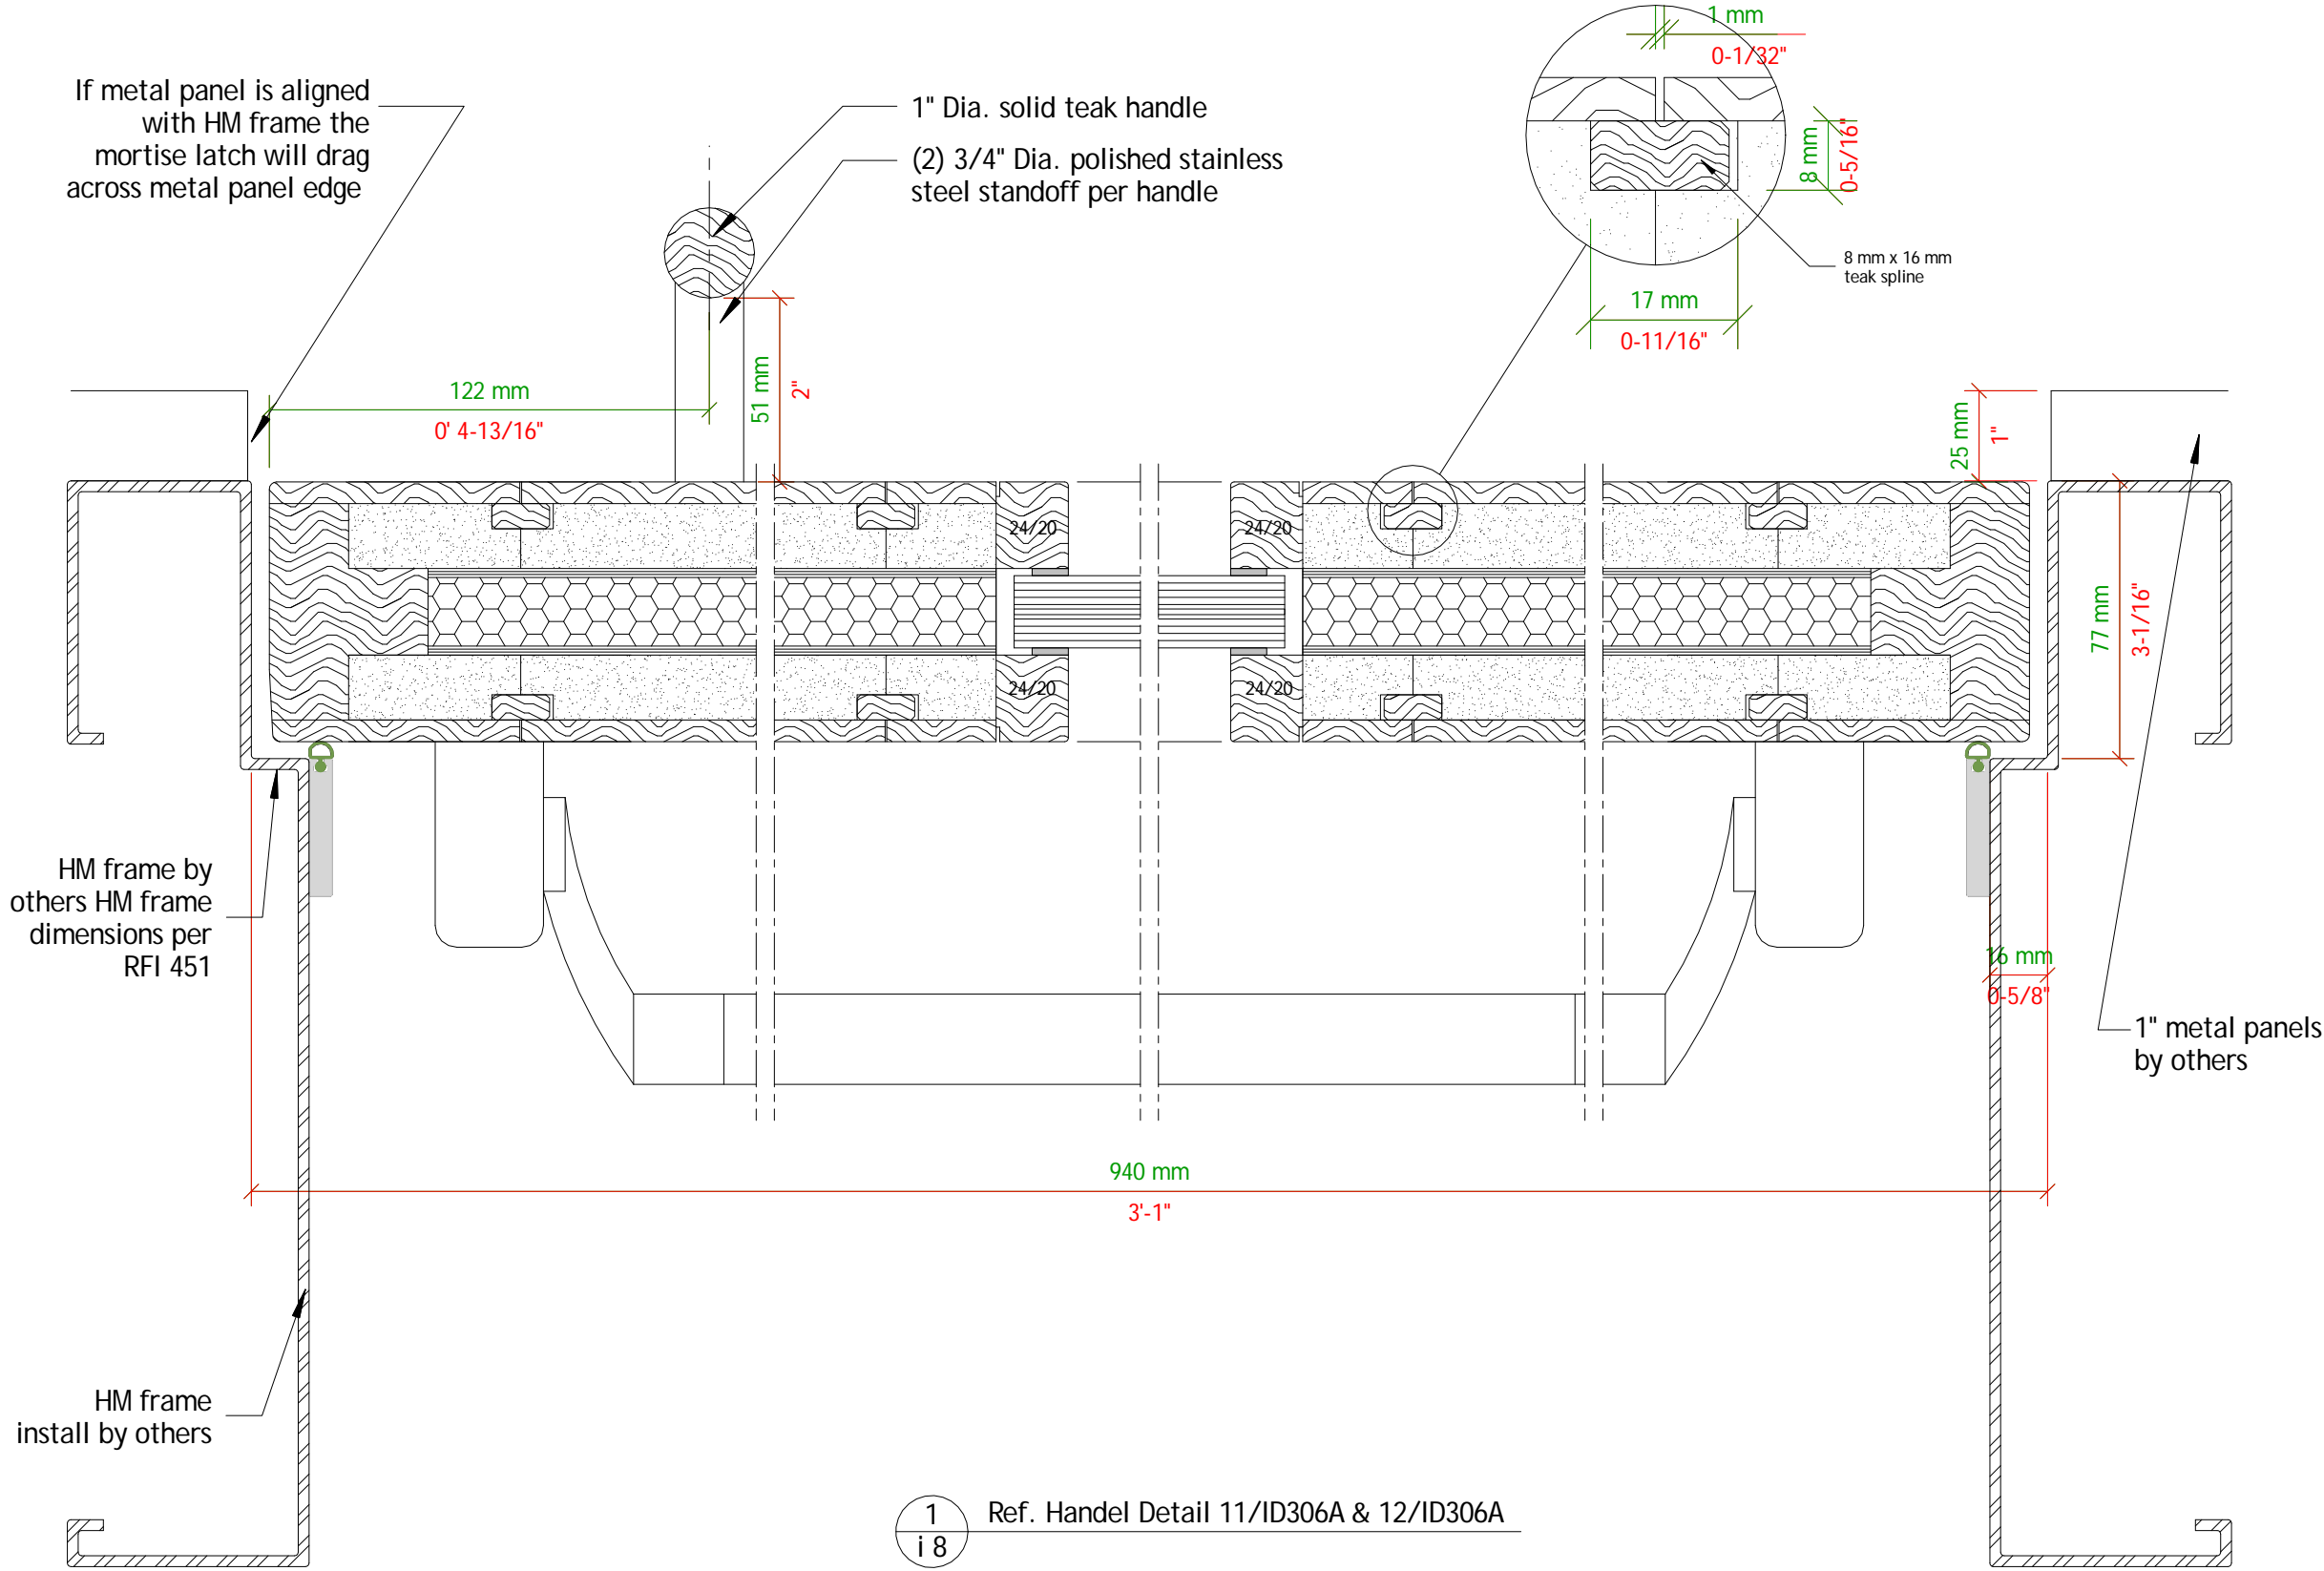 1 mm
0-1/32"
If metal panel is aligned
with HM frame the
mortise latch will drag
across metal panel edge
1" Dia. solid teak handle
(2) 3/4" Dia. polished stainless
steel standoff per handle
8 mm
0-5/16"
8 mm x 16 mm
teak spline
17 mm
0-11/16"
122 mm
0' 4-13/16"
51 mm
2"
25 mm
1"
24/20
24/20
24/20
24/20
77 mm
3-1/16"
HM frame by
others HM frame
dimensions per
RFI 451
16 mm
0-5/8"
1" metal panels
by others
940 mm
3'-1"
HM frame
install by others
1
i 8
Ref. Handel Detail 11/ID306A & 12/ID306A